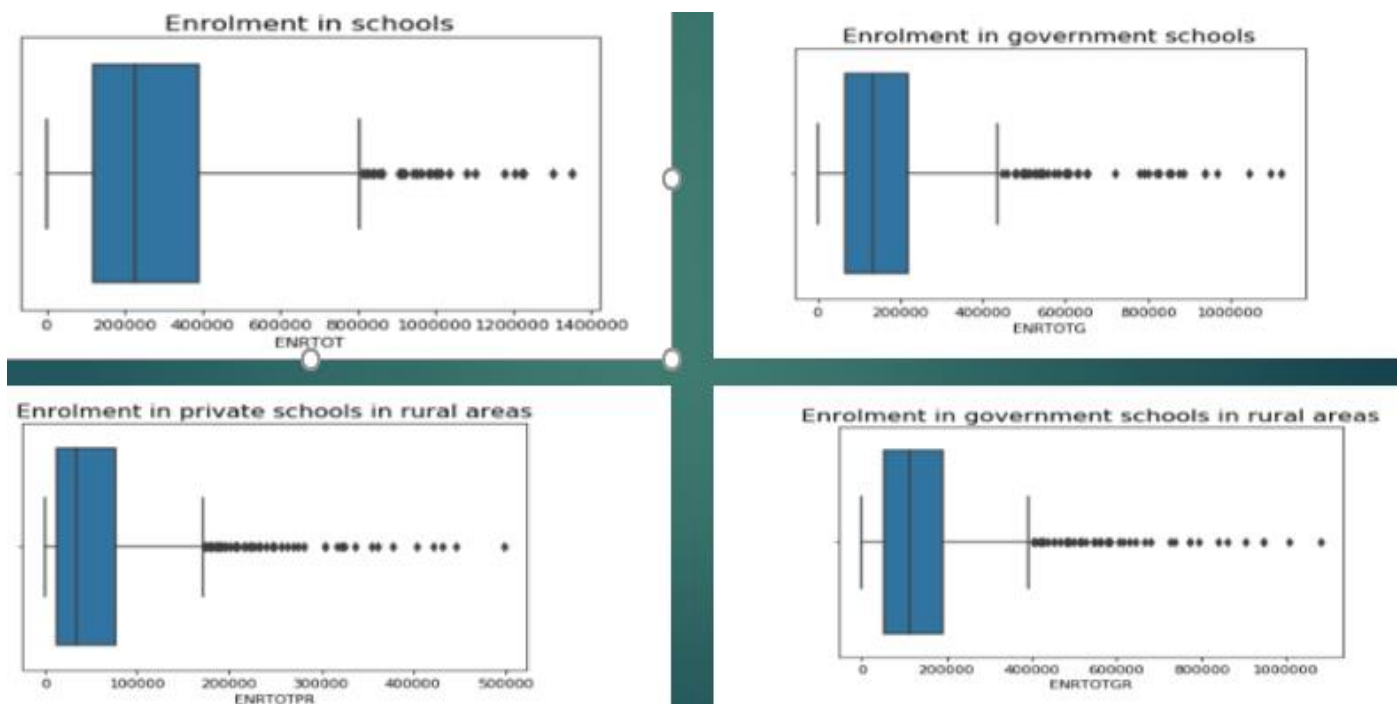 Enrolment in schools
0 200000 400000 600000 800000 1000000 1200000 1400000
ENRTOT
Enrolment in government schools
0 200000 400000 600000 800000 1000000
ENRTOTG
Enrolment in private schools in rural areas
0 100000 200000 300000 400000 500000
ENRTOTPR
Enrolment in government schools in rural areas
0 200000 400000 600000 800000 1000000
ENRTOTGR